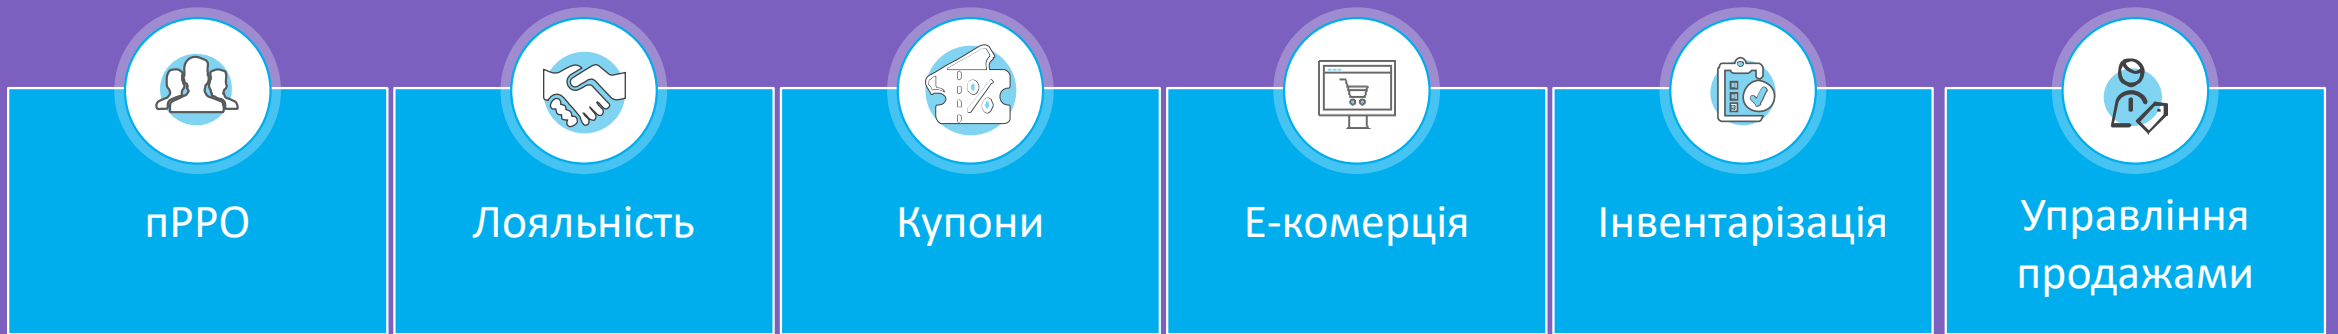 пРРО
Лояльність
Купони
Е-комерція
Інвентарізація
Управління
продажами